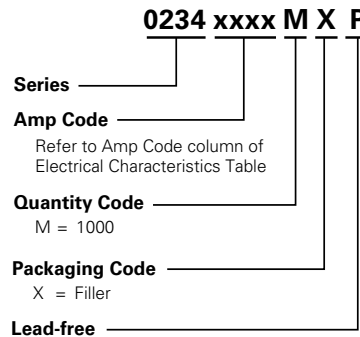 0234 xxxx M X P
Series
Amp Code
Refer to Amp Code column of
Electrical Characteristics Table
Quantity Code
M = 1000
Packaging Code
X = Filler
Lead-free